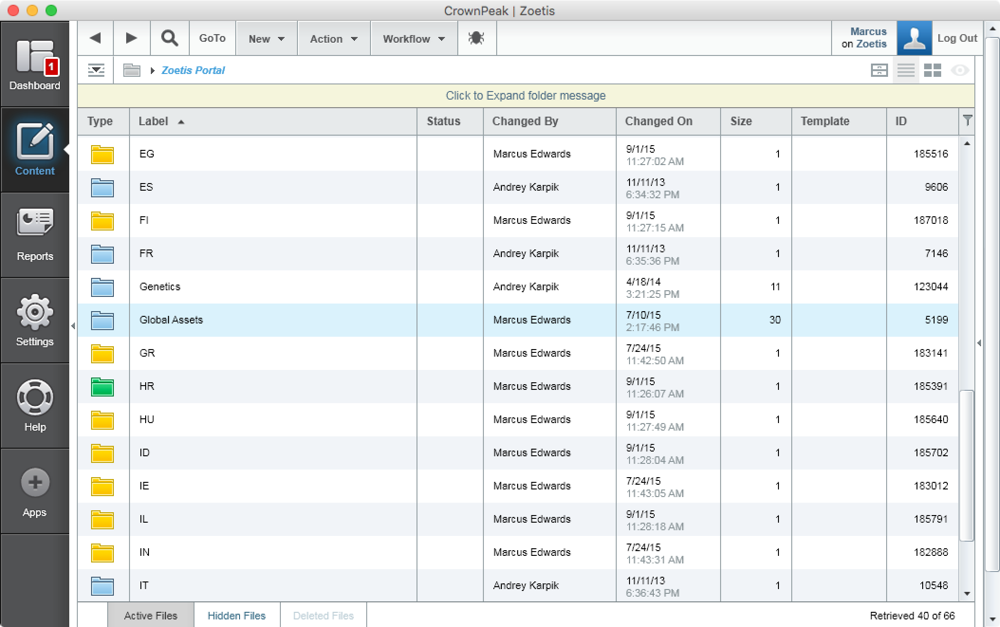 CrownPeak | Zoetis
GoTo New Action Workflow
Marcus
on Zoetis
Log Out
1
Dashboard
Content
Reports
Settings
Help
Apps
Zoetis Portal
Click to Expand folder message
Type Label Status Changed By Changed On Size Template ID
EG Marcus Edwards 9/1/15 1 185516
11:27:02 AM
ES Andrey Karpik 11/11/13 1 9606
6:34:32 PM
FI Marcus Edwards 9/1/15 1 187018
11:27:15 AM
FR Andrey Karpik 11/11/13 1 7146
6:35:36 PM
Genetics Andrey Karpik 4/18/14 11 123044
3:21:25 PM
Global Assets Marcus Edwards 7/10/15 30 5199
2:17:46 PM
GR Marcus Edwards 7/24/15 1 183141
11:42:50 AM
HR Marcus Edwards 9/1/15 1 185391
11:26:07 AM
HU Marcus Edwards 9/1/15 1 185640
11:27:49 AM
ID Marcus Edwards 9/1/15 1 185702
11:28:04 AM
IE Marcus Edwards 7/24/15 1 183012
11:43:05 AM
IL Marcus Edwards 9/1/15 1 185791
11:28:18 AM
IN Marcus Edwards 7/24/15 1 182888
11:43:31 AM
IT Andrey Karpik 11/11/13 1 10548
6:36:43 PM
Active Files Hidden Files Deleted Files Retrieved 40 of 66